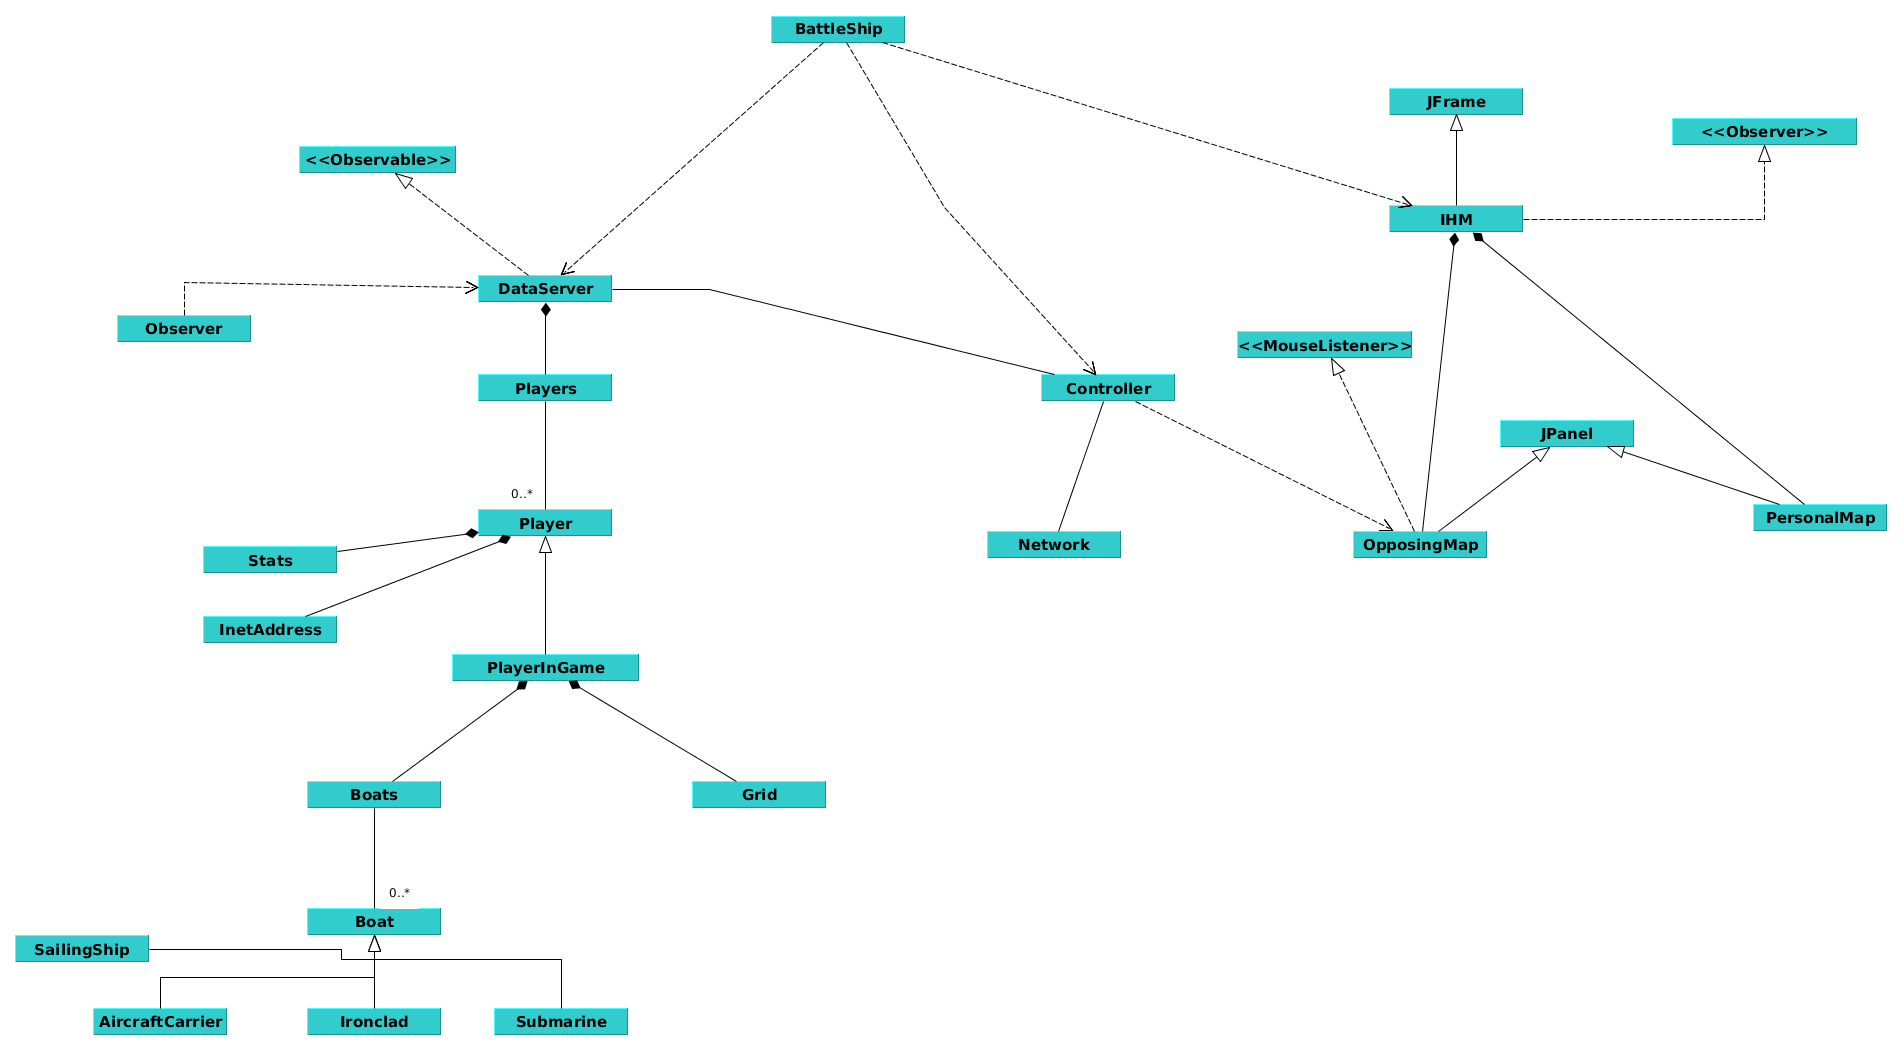 BattleShip
JFrame
<<Observer>>
<<Observable>>
IHM
DataServer
Observer
<<MouseListener>>
Players
Controller
JPanel
0..*
Player
PersonalMap
Network
OpposingMap
Stats
InetAddress
PlayerInGame
Boats
Grid
0..*
Boat
SailingShip
AircraftCarrier
Ironclad
Submarine